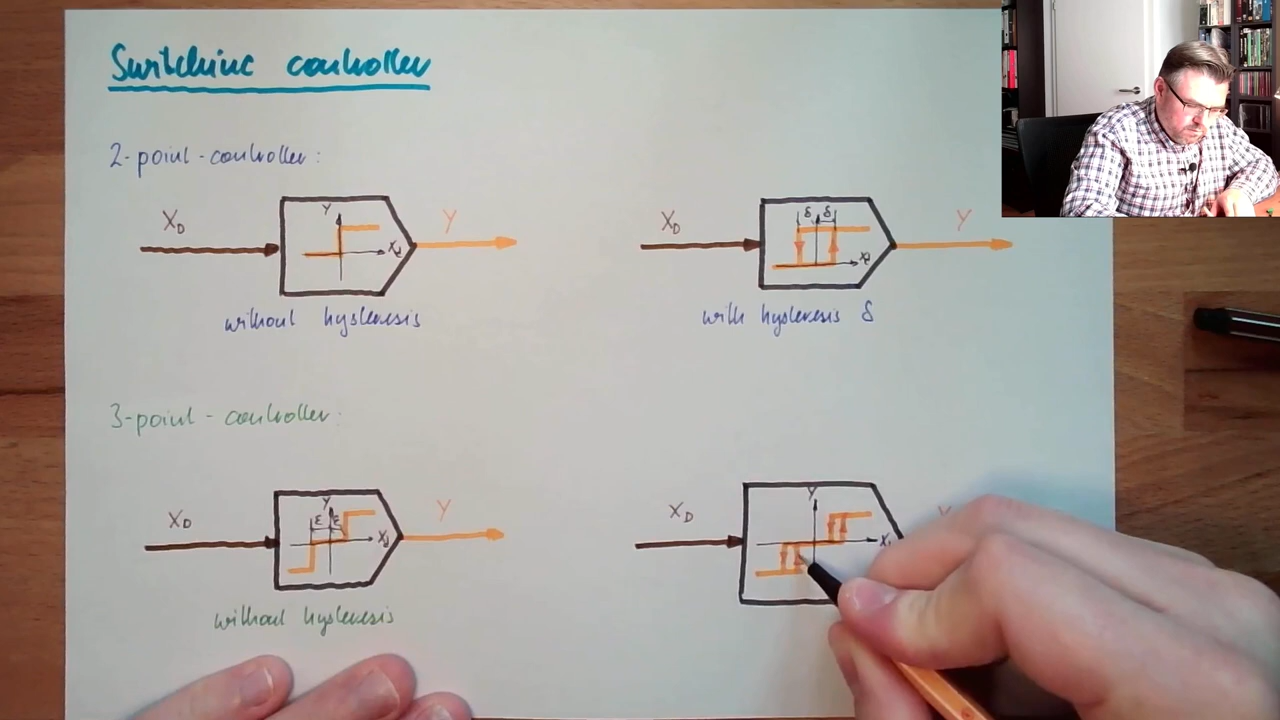 Switching controller
2-point-controller:
XD
Y
Xd
Y
without hysteresis
XD
δ δ
Xd
Y
with hysteresis δ
3-point-controller:
XD
Y
ε ε
Xd
Y
without hysteresis
XD
Y